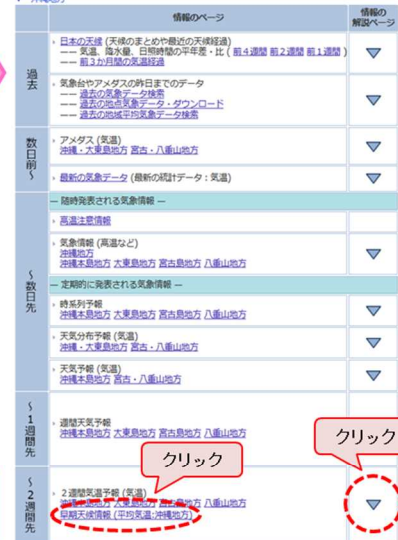 情報のページ
情報の
解説ページ
過去
日本の天候 (天候のまとめや最近の天候経過)
—— 気温、降水量、日照時間の平年差・比 ( 前4週間 前2週間 前1週間 )
—— 前3か月間の気温経過
気象台やアメダスの昨日までのデータ
—— 過去の気象データ検索
—— 過去の地点気象データ・ダウンロード
—— 過去の地域平均気象データ検索
数日前～
アメダス (気温)
沖縄・大東島地方 宮古・八重山地方
最新の気象データ (最新の統計データ：気温)
～数日先
— 随時発表される気象情報 —
高温注意情報
気象情報 (高温など)
沖縄地方
沖縄本島地方 大東島地方 宮古島地方 八重山地方
— 定期的に発表される気象情報 —
時系列予報
沖縄本島地方 大東島地方 宮古島地方 八重山地方
天気分布予報 (気温)
沖縄・大東島地方 宮古・八重山地方
天気予報 (気温)
沖縄本島地方 宮古・八重山地方
～1週間先
週間天気予報
沖縄本島地方 大東島地方 宮古島地方 八重山地方
クリック
クリック
～2週間先
2週間気温予報 (気温)
沖縄本島地方 大東島地方 宮古島地方 八重山地方
早期天候情報 (平均気温:沖縄地方)